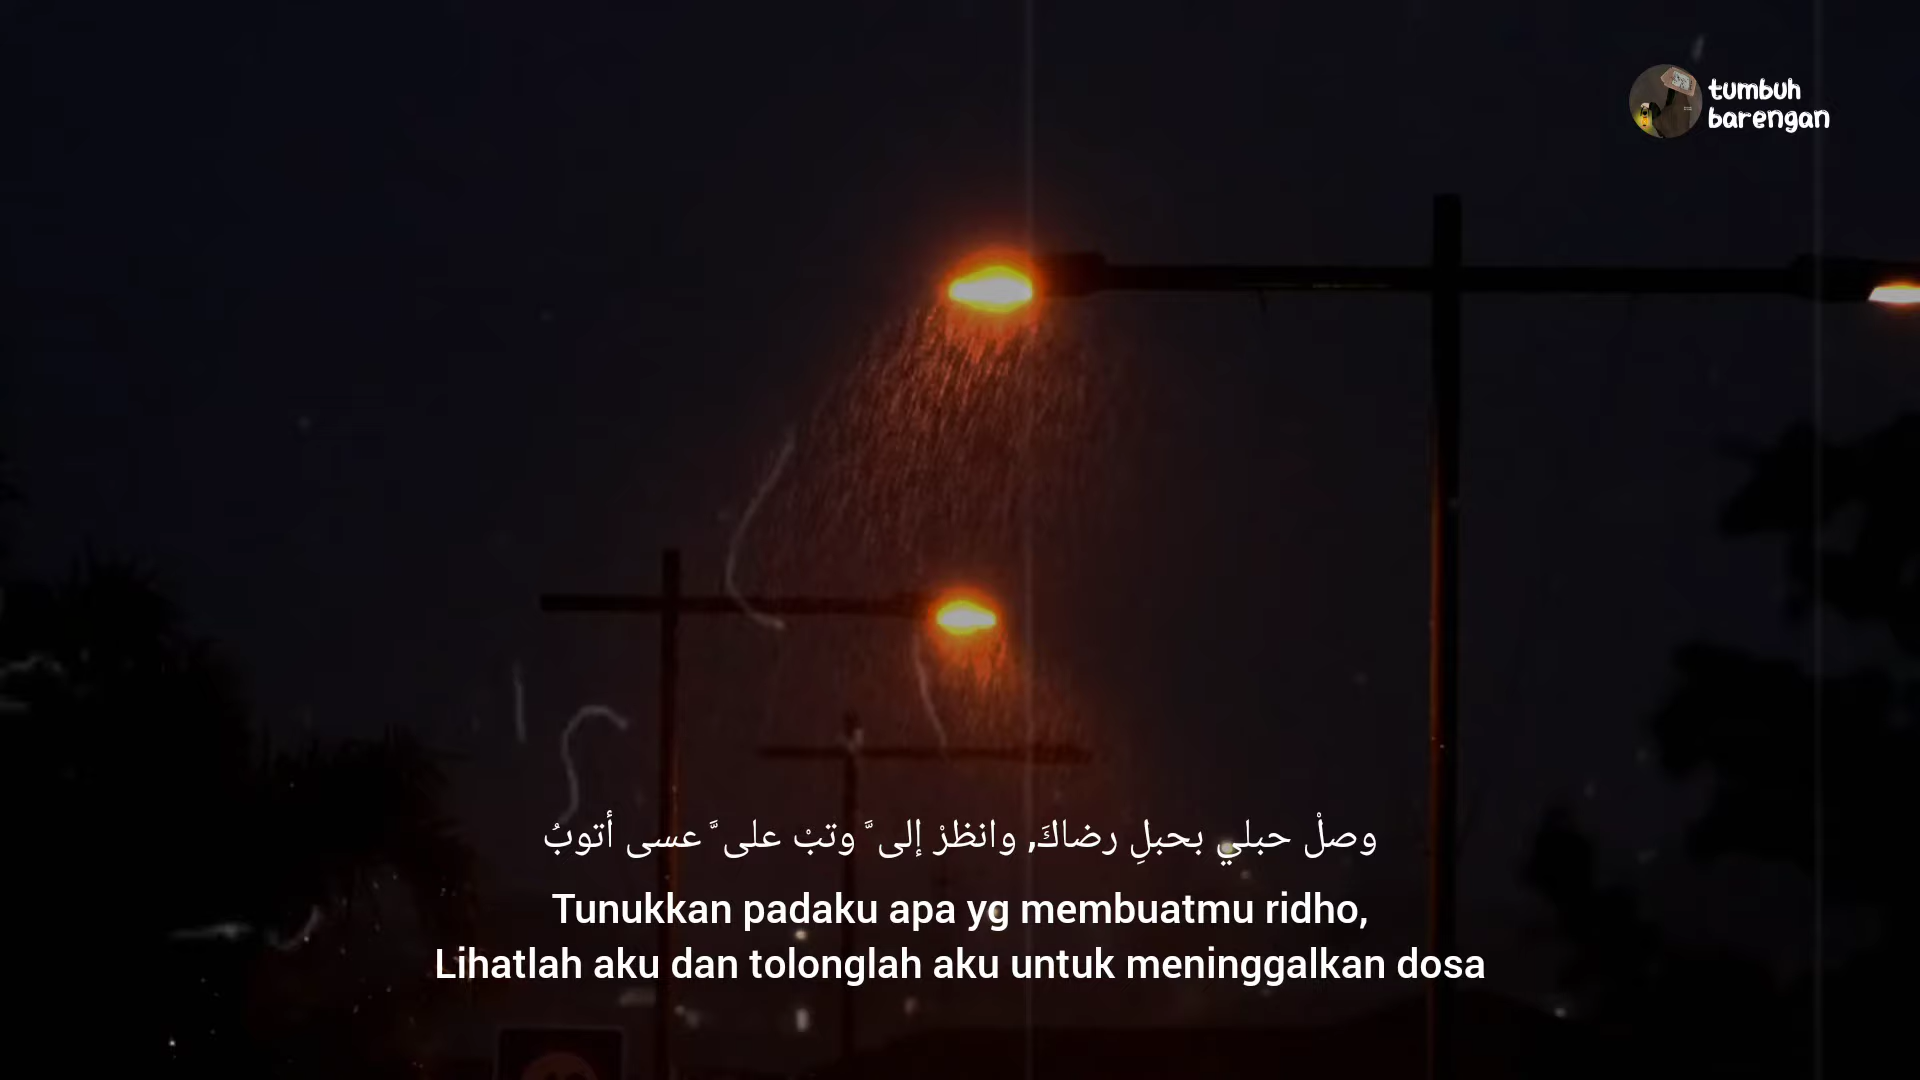 tumbuh
barengan
وصلْ حبلي بحبلِ رضاكَ, وانظرْ إلى َّ وتبْ على َّ عسى أتوبُ
Tunukkan padaku apa yg membuatmu ridho,
Lihatlah aku dan tolonglah aku untuk meninggalkan dosa